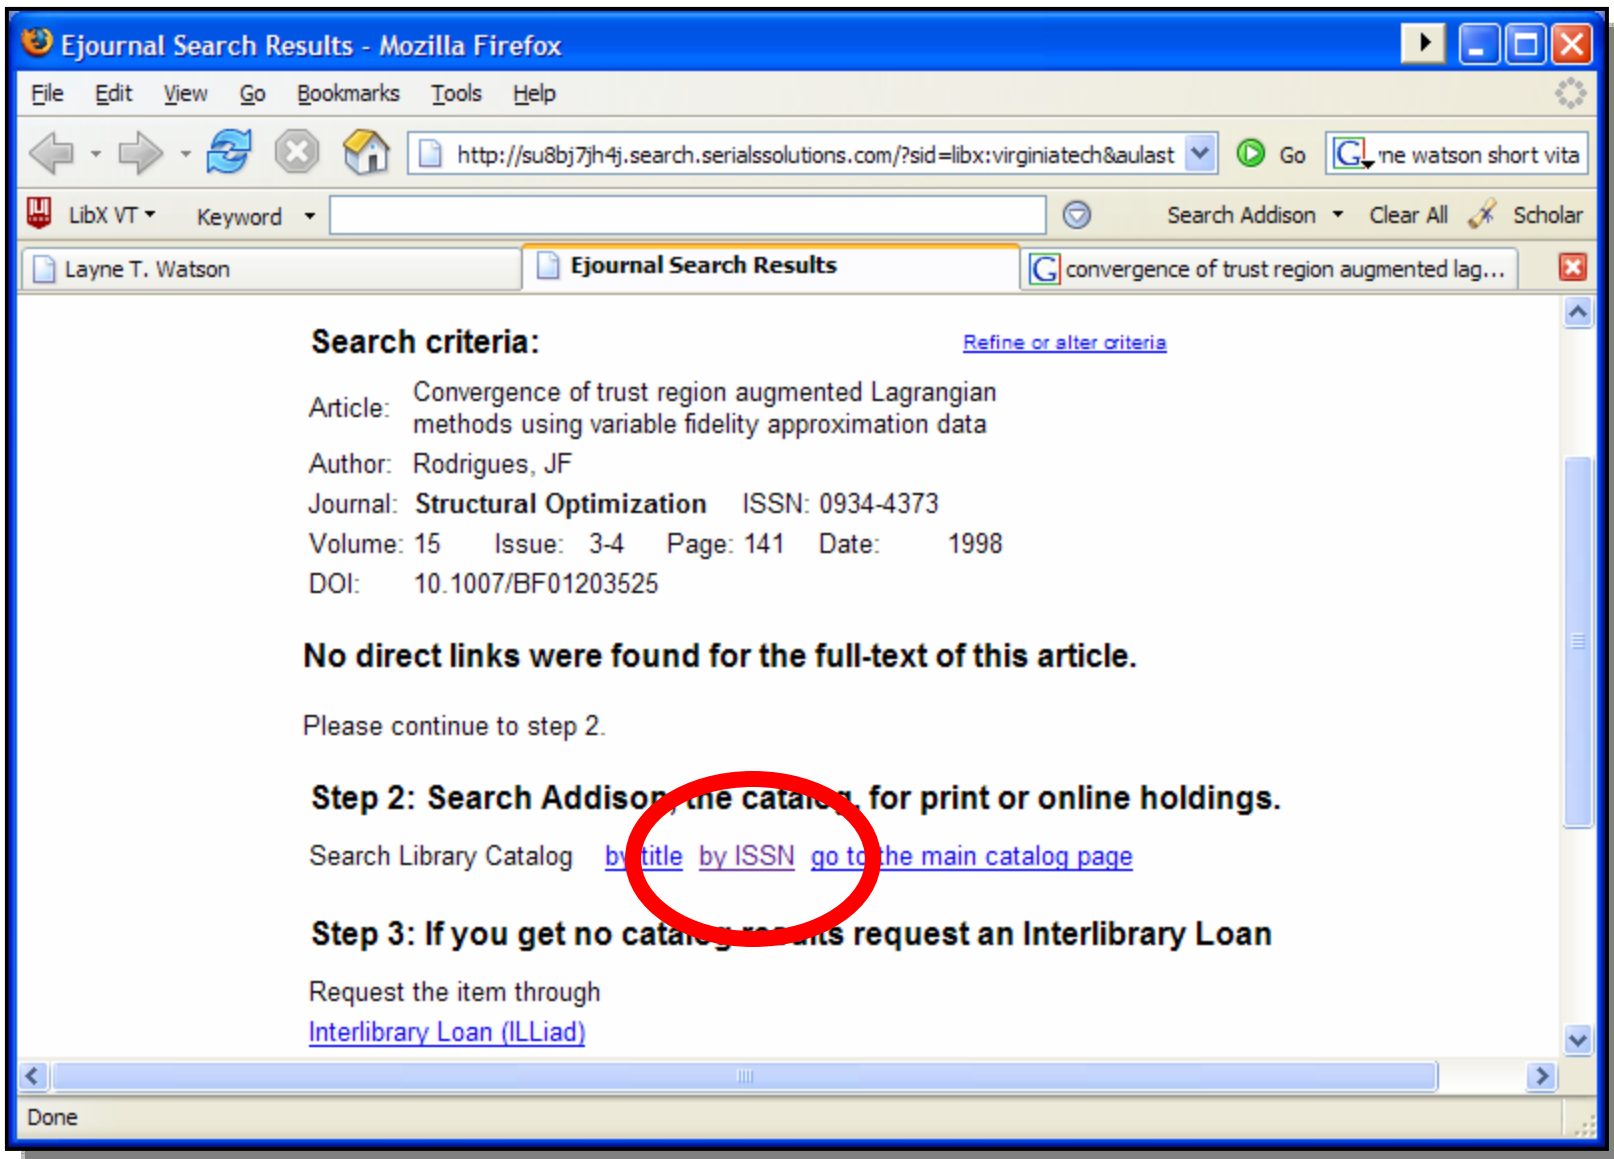 Ejournal Search Results - Mozilla Firefox
File Edit View Go Bookmarks Tools Help
http://su8bj7jh4j.search.serialssolutions.com/?sid=libx:virginiatech&aulast Go G watson short vita
LibX VT Keyword Search Addison Clear All Scholar
Layne T. Watson Ejournal Search Results G convergence of trust region augmented lag...
Search criteria: Refine or alter criteria
Article: Convergence of trust region augmented Lagrangian
methods using variable fidelity approximation data
Author: Rodrigues, JF
Journal: Structural Optimization ISSN: 0934-4373
Volume: 15 Issue: 3-4 Page: 141 Date: 1998
DOI: 10.1007/BF01203525
No direct links were found for the full-text of this article.
Please continue to step 2.
Step 2: Search Addison, the catalog, for print or online holdings.
Search Library Catalog by title by ISSN go to the main catalog page
Step 3: If you get no catalog results request an Interlibrary Loan
Request the item through
Interlibrary Loan (ILLiad)
Done